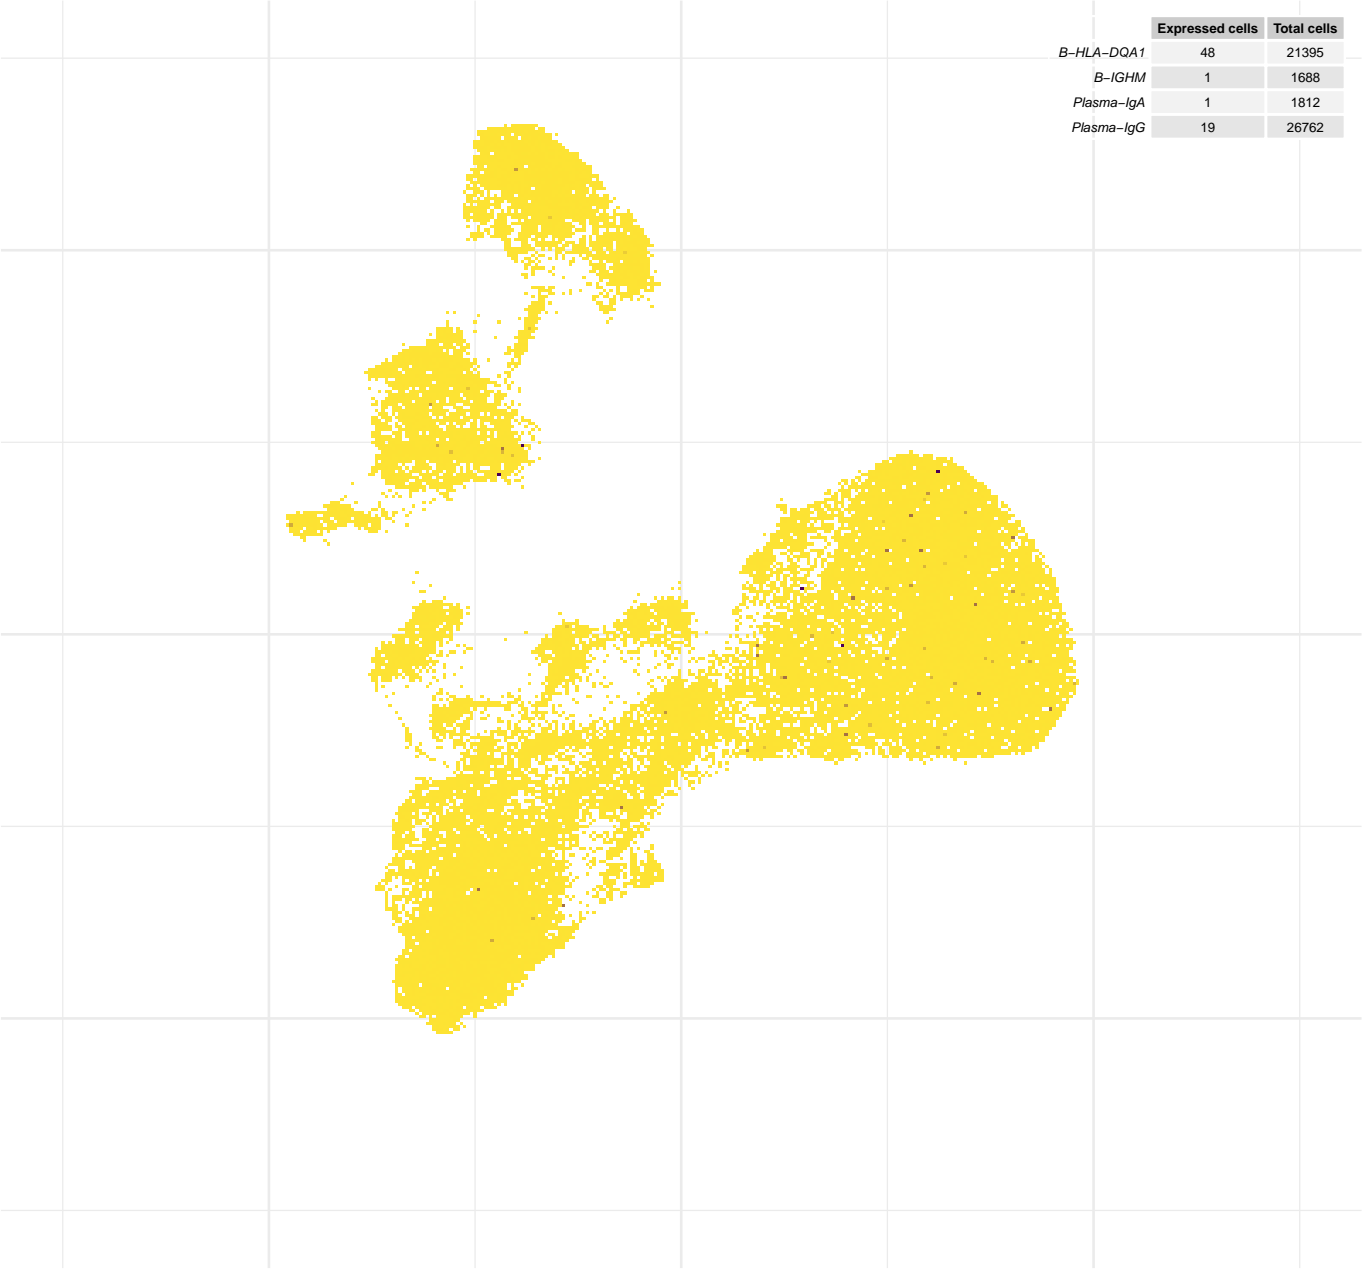 Expressed cells Total cells
B−HLA−DQA1 48 21395
B−IGHM 1 1688
Plasma−IgA 1 1812
Plasma−IgG 19 26762